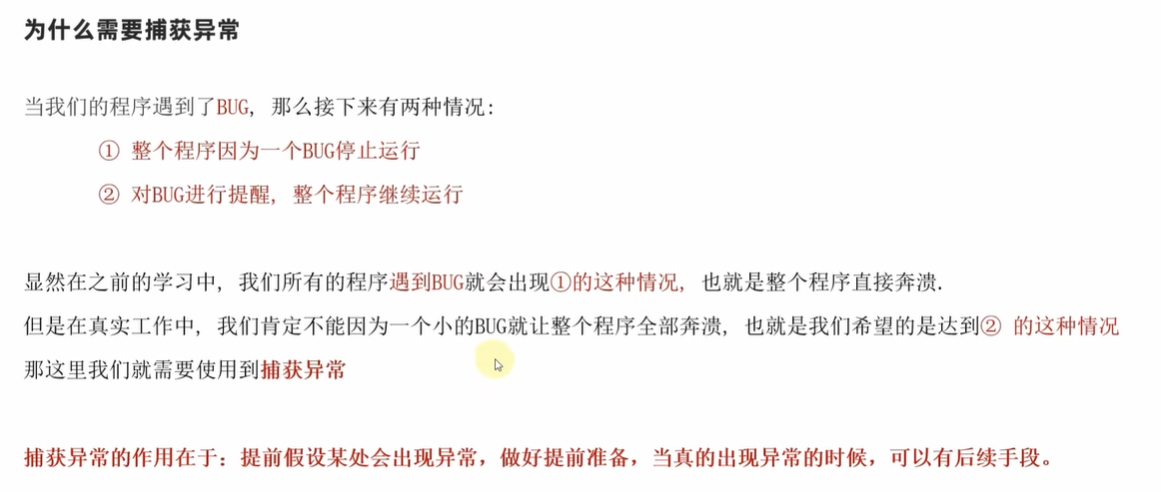 为什么需要捕获异常
当我们的程序遇到了BUG, 那么接下来有两种情况:
① 整个程序因为一个BUG停止运行
② 对BUG进行提醒, 整个程序继续运行
显然在之前的学习中, 我们所有的程序遇到BUG就会出现①的这种情况, 也就是整个程序直接奔溃.
但是在真实工作中, 我们肯定不能因为一个小的BUG就让整个程序全部奔溃, 也就是我们希望的是达到② 的这种情况
那这里我们就需要使用到捕获异常
捕获异常的作用在于：提前假设某处会出现异常，做好提前准备，当真的出现异常的时候，可以有后续手段。